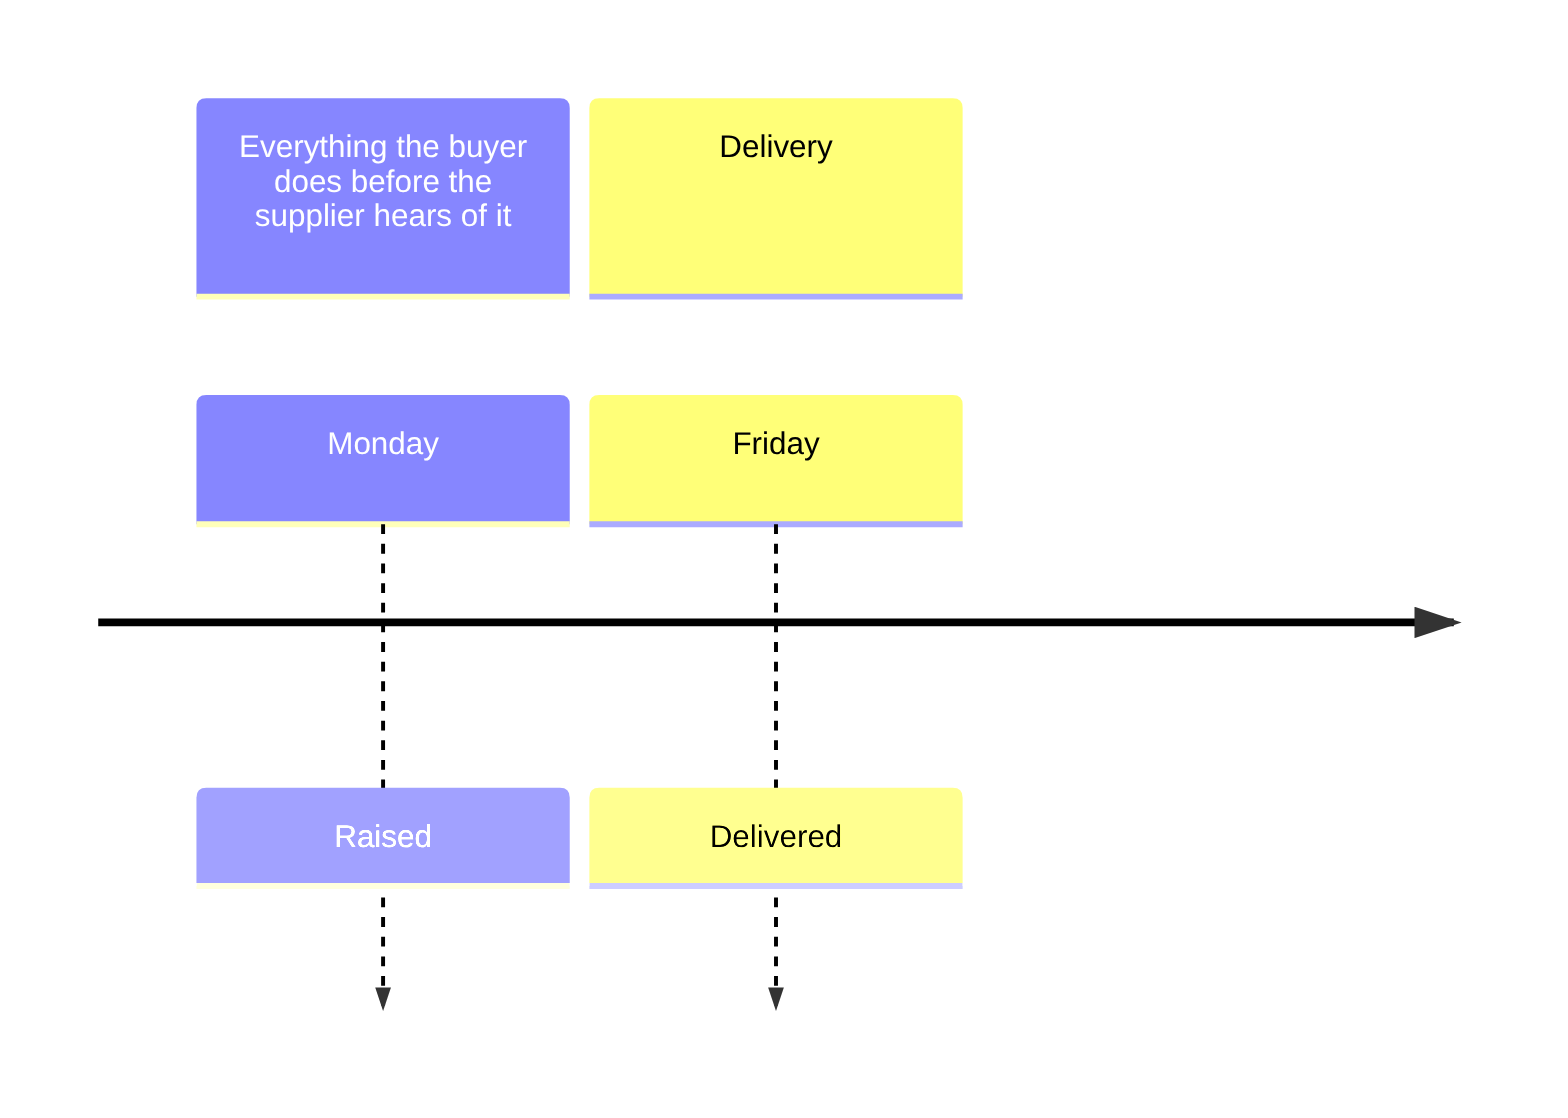 Everything the buyer
does before the
supplier hears of it
Delivery
Monday
Friday
Raised
Delivered